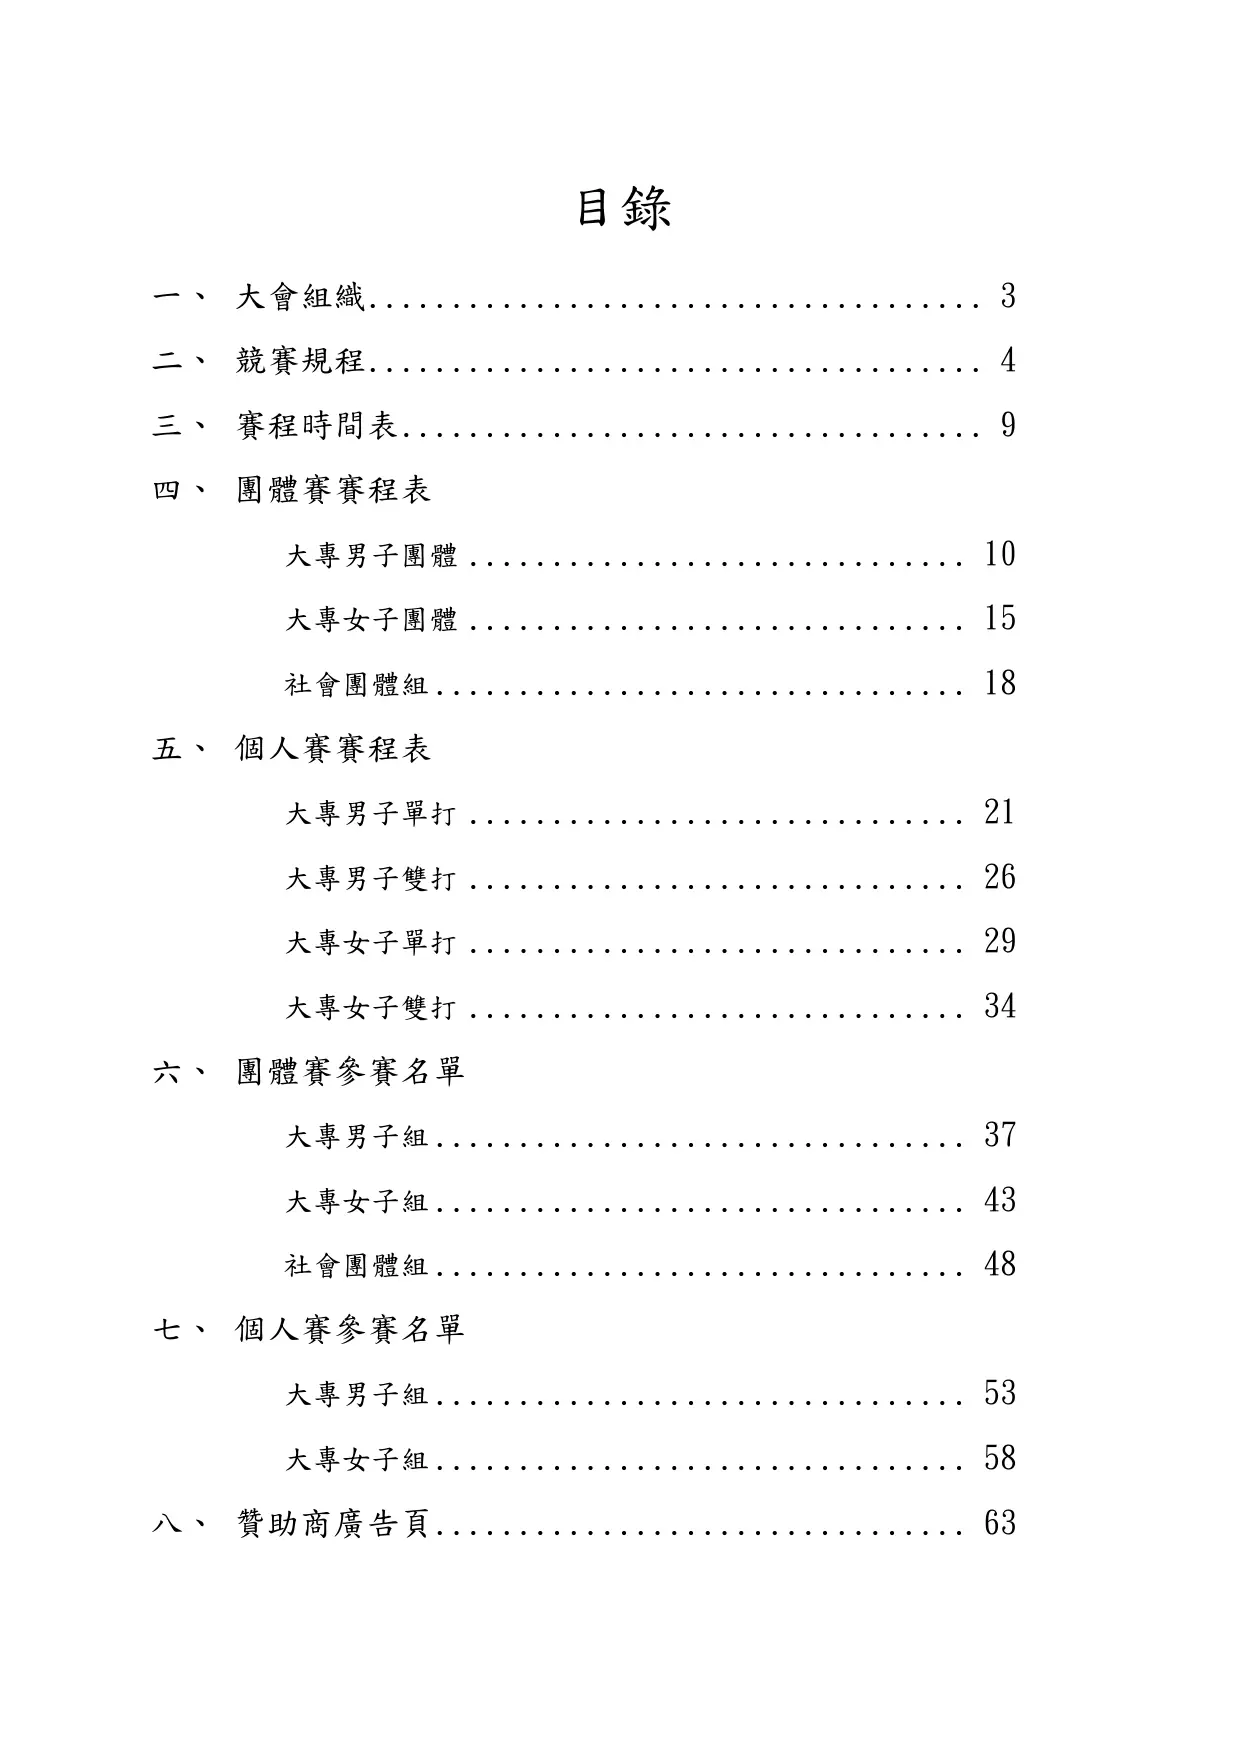 目錄
一、 大會組織..................................... 3
二、 競賽規程..................................... 4
三、 賽程時間表................................... 9
四、 團體賽賽程表
大專男子團體 .............................. 10
大專女子團體 .............................. 15
社會團體組................................ 18
五、 個人賽賽程表
大專男子單打 .............................. 21
大專男子雙打 .............................. 26
大專女子單打 .............................. 29
大專女子雙打 .............................. 34
六、 團體賽參賽名單
大專男子組................................ 37
大專女子組................................ 43
社會團體組................................ 48
七、 個人賽參賽名單
大專男子組................................ 53
大專女子組................................ 58
八、 贊助商廣告頁................................ 63